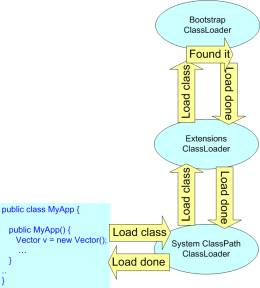 Bootstrap
ClassLoader
Found it
Load class
Load done
Extensions
ClassLoader
Load class
Load done
public class MyApp {
public MyApp() {
Vector v = new Vector();
...
}
..
}
Load class
Load done
System ClassPath
ClassLoader